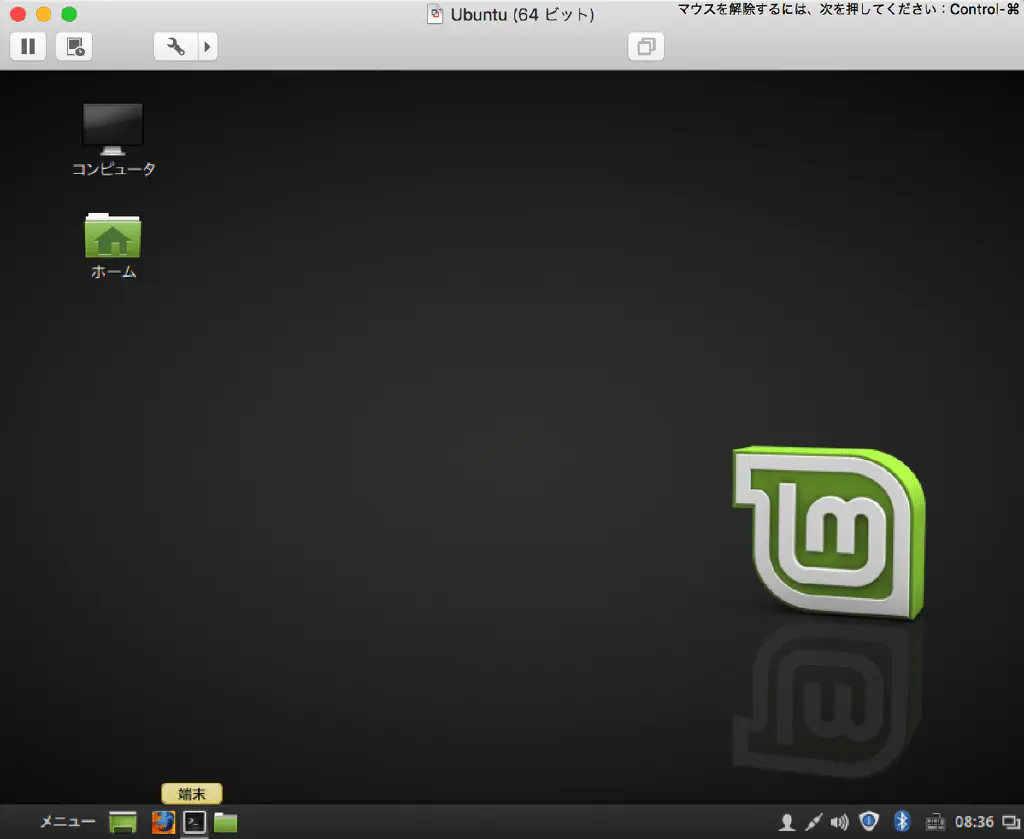 Ubuntu (64 ビット)
マウスを解除するには、次を押してください：Control-⌘
コンピュータ
ホーム
端末
メニュー
08:36